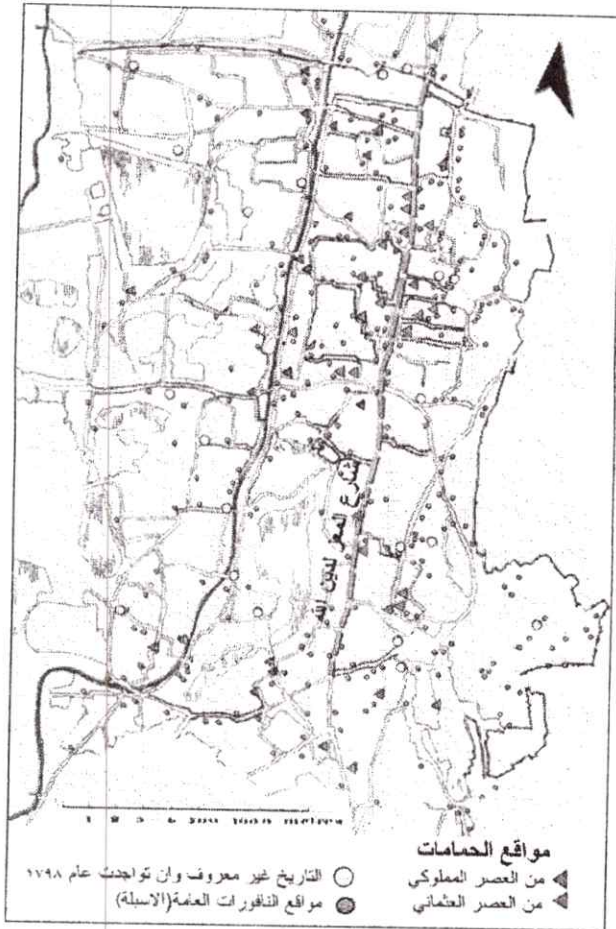 شارع المعز لدين الله
metres
مواقع الحمامات
من العصر المملوكي
من العصر العثماني
التاريخ غير معروف وان تواجدت عام ١٧٩٨
مواقع النافورات العامة(الاسبلة)